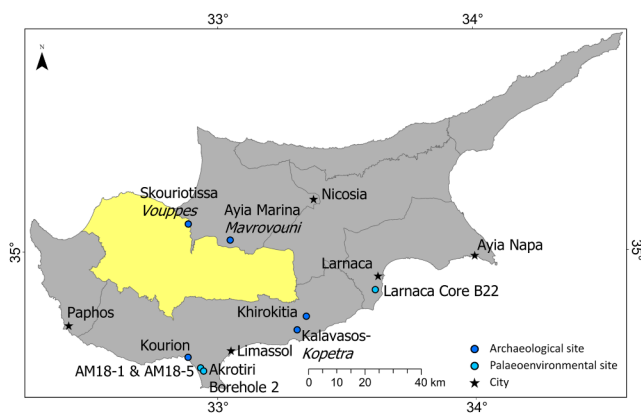 33°
34°
N
Skouriotissa
Vouppes
Ayia Marina
Mavrovouni
Nicosia
35°
35°
Ayia Napa
Larnaca
Larnaca Core B22
Paphos
Khirokitia
Kalavasos-
Kopetra
Kourion
Limassol
AM18-1 & AM18-5
Akrotiri
Borehole 2
Archaeological site
Palaeoenvironmental site
City
0 10 20 40 km
33°
34°